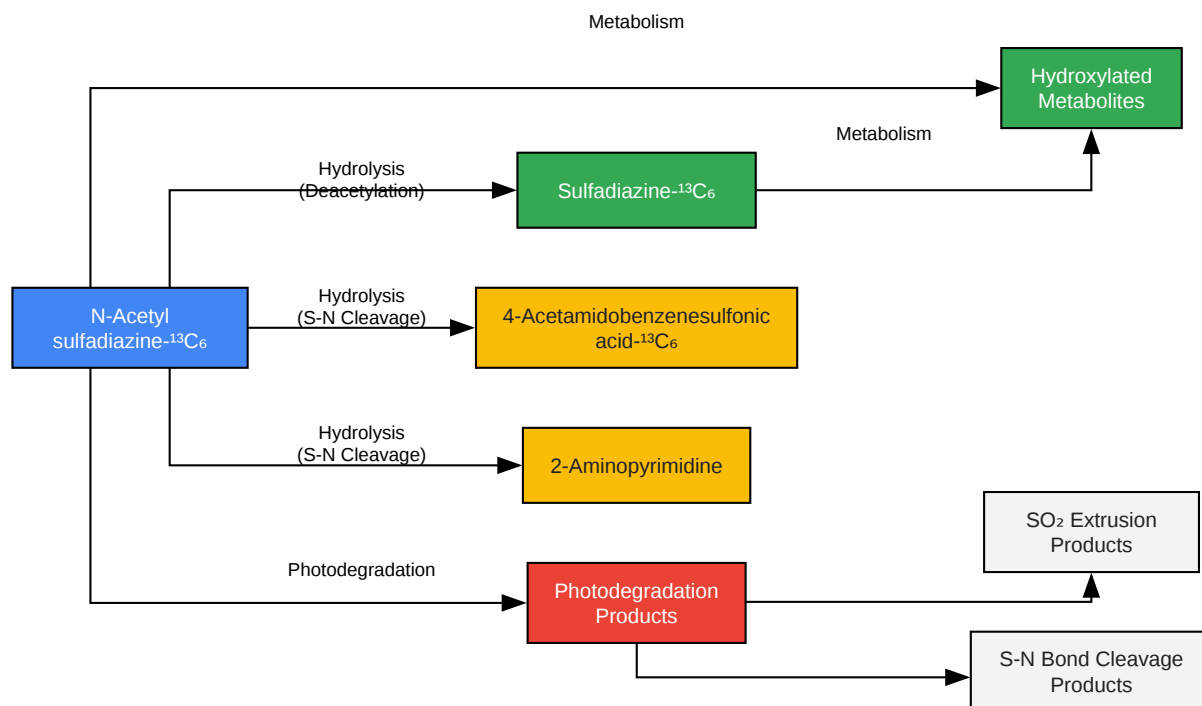 Metabolism
Hydroxylated
Metabolites
Metabolism
Hydrolysis
(Deacetylation)
Sulfadiazine-¹³C₆
N-Acetyl
sulfadiazine-¹³C₆
Hydrolysis
(S-N Cleavage)
4-Acetamidobenzenesulfonic
acid-¹³C₆
Hydrolysis
(S-N Cleavage)
2-Aminopyrimidine
SO₂ Extrusion
Products
Photodegradation
Photodegradation
Products
S-N Bond Cleavage
Products